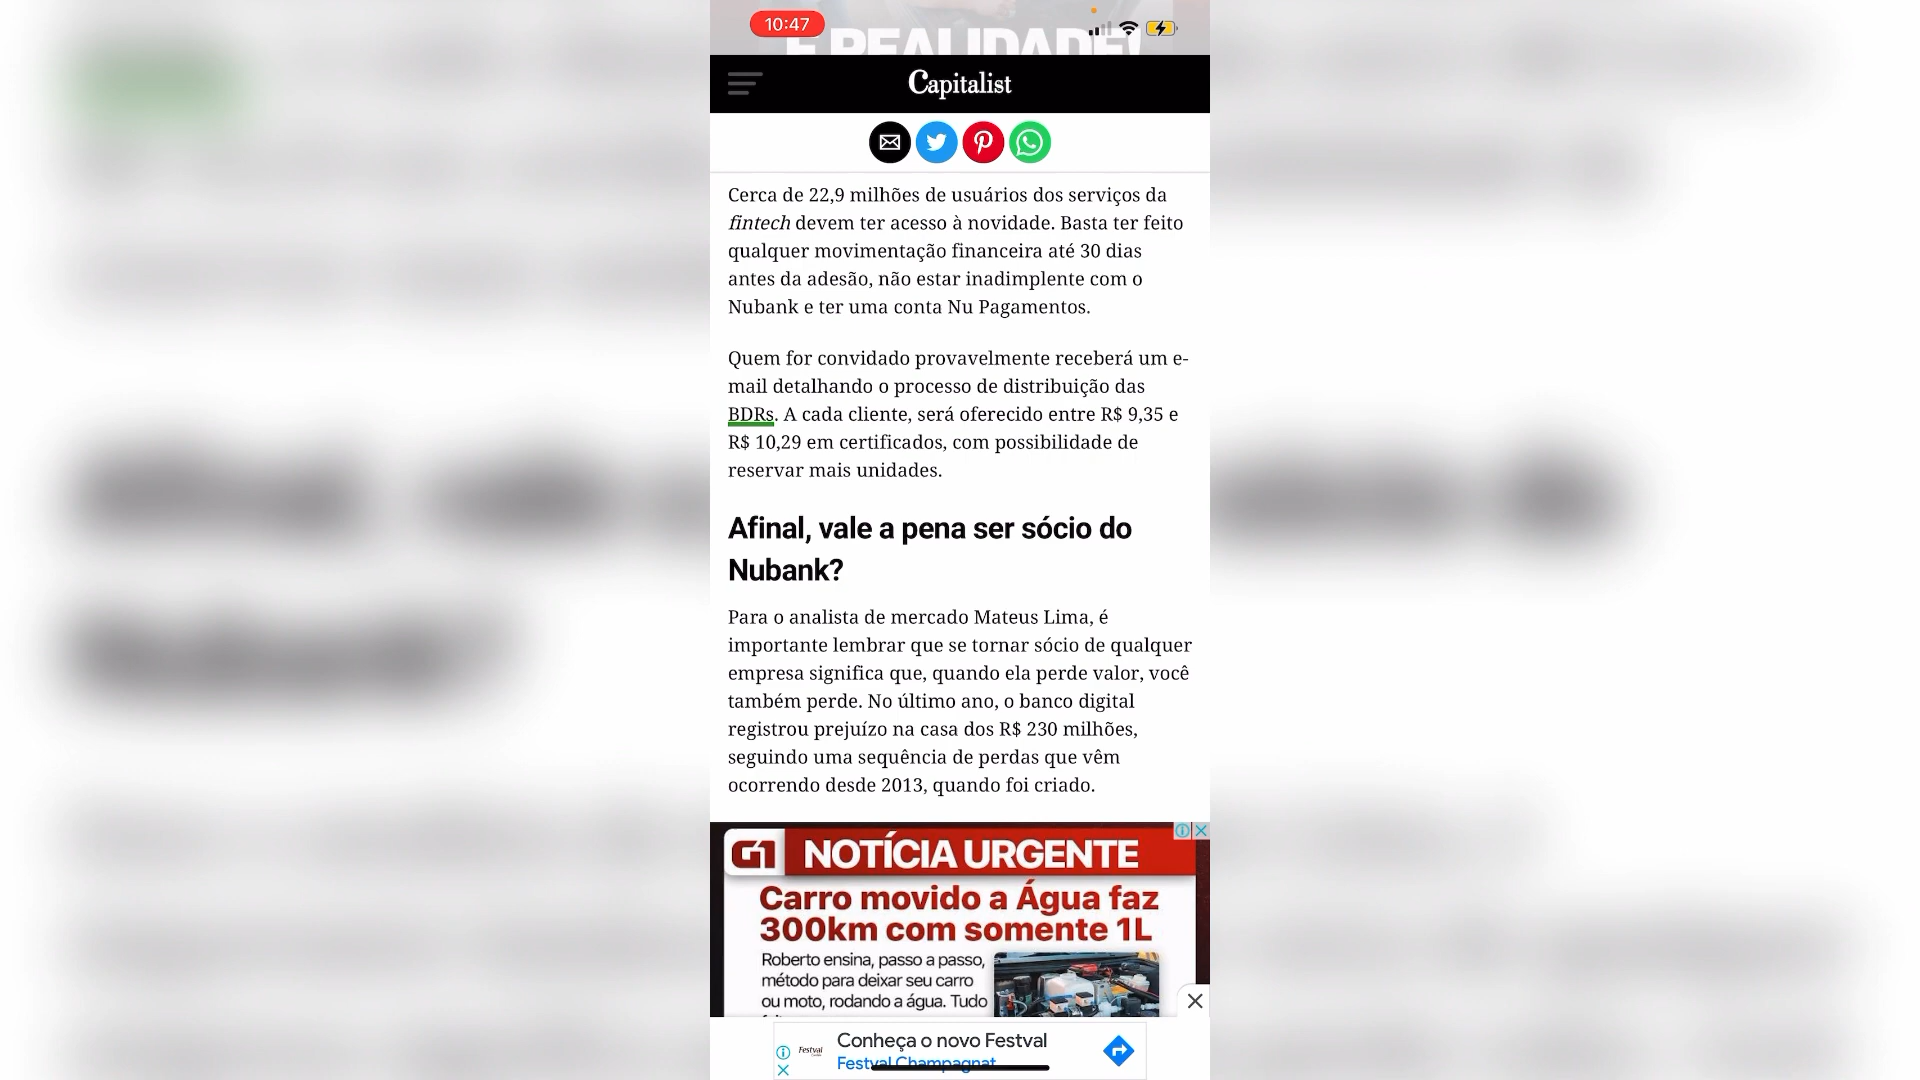 10:47
É REALIDADE!
Capitalist
Cerca de 22,9 milhões de usuários dos serviços da
fintech devem ter acesso à novidade. Basta ter feito
qualquer movimentação financeira até 30 dias
antes da adesão, não estar inadimplente com o
Nubank e ter uma conta Nu Pagamentos.
Quem for convidado provavelmente receberá um e-
mail detalhando o processo de distribuição das
BDRs. A cada cliente, será oferecido entre R$ 9,35 e
R$ 10,29 em certificados, com possibilidade de
reservar mais unidades.
Afinal, vale a pena ser sócio do
Nubank?
Para o analista de mercado Mateus Lima, é
importante lembrar que se tornar sócio de qualquer
empresa significa que, quando ela perde valor, você
também perde. No último ano, o banco digital
registrou prejuízo na casa dos R$ 230 milhões,
seguindo uma sequência de perdas que vêm
ocorrendo desde 2013, quando foi criado.
G1 NOTÍCIA URGENTE
Carro movido a Água faz
300km com somente 1L
Roberto ensina, passo a passo,
método para deixar seu carro
ou moto, rodando a água. Tudo
Conheça o novo Festval
Festval
Festval Champagnat